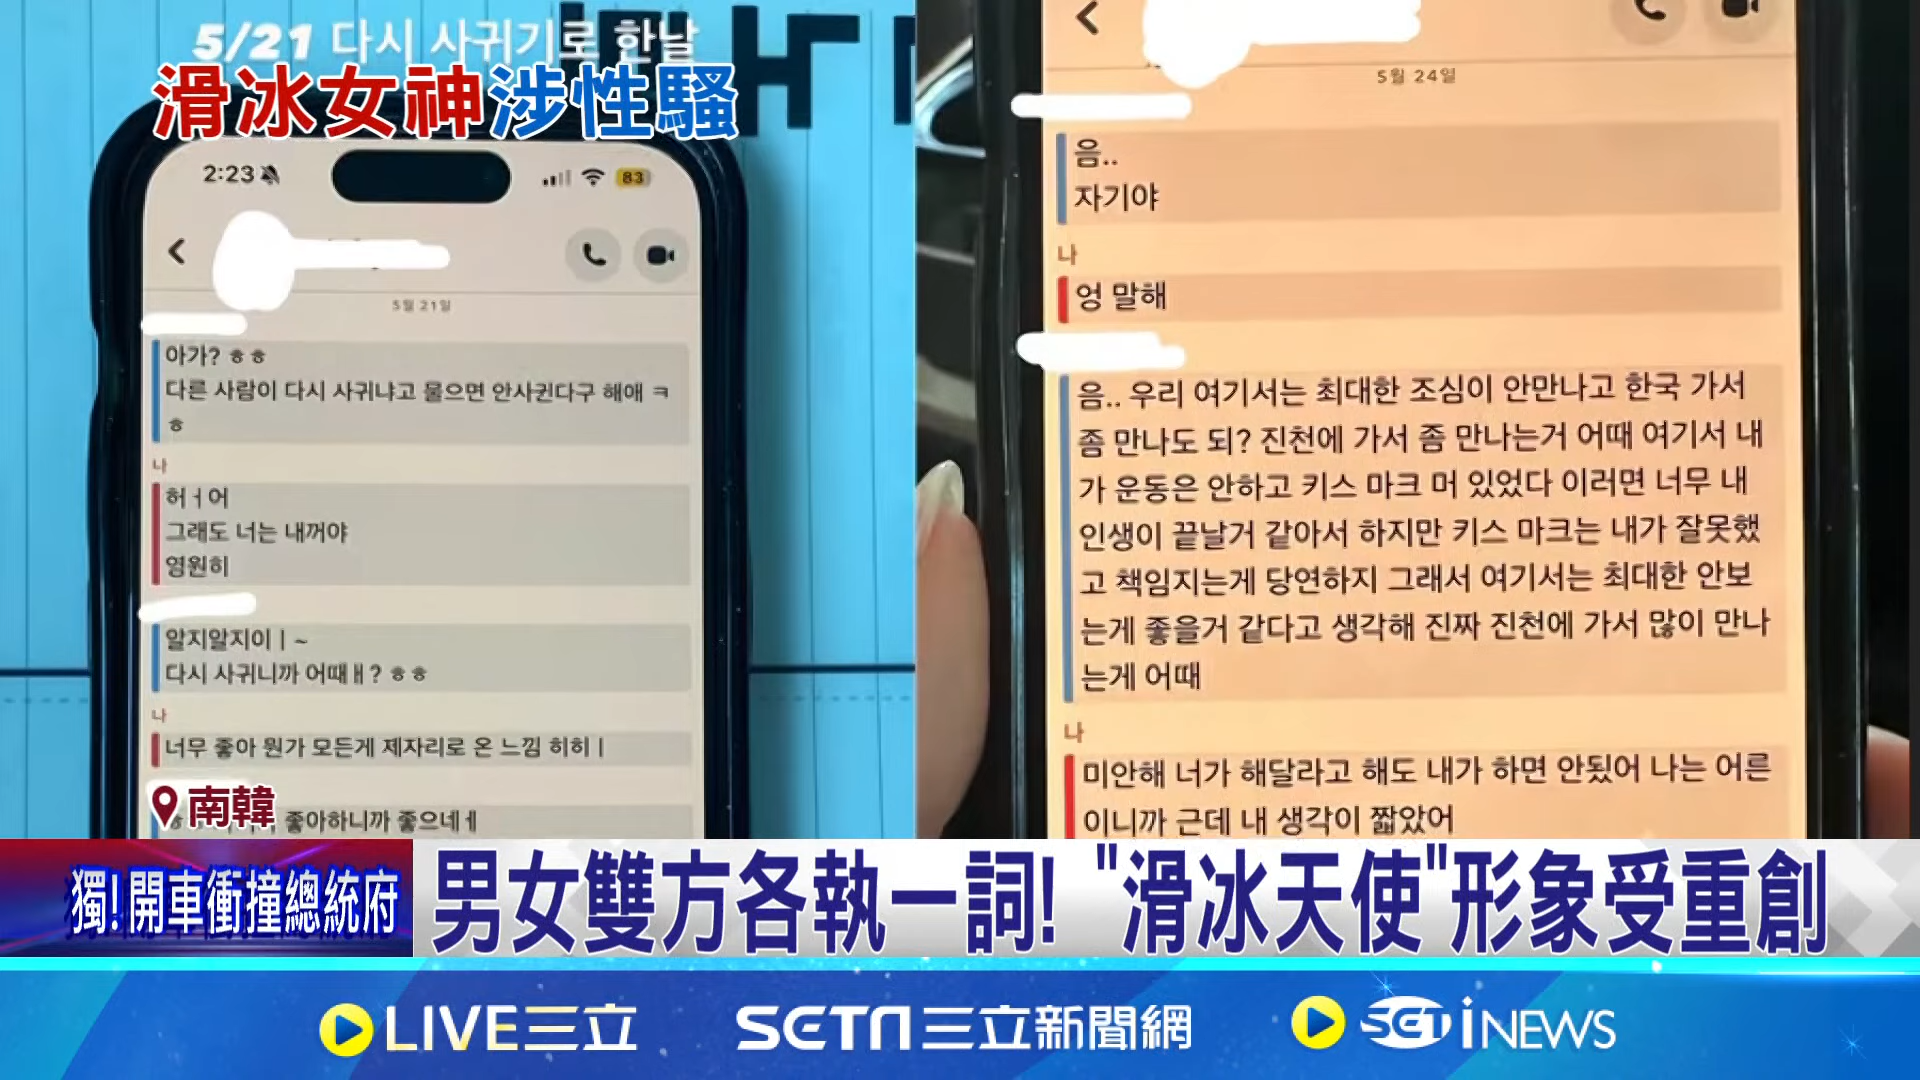 5/21 다시 사귀기로 한날
滑冰女神涉性騷
2:23
83
5월 21일
아가? ㅎㅎ
다른 사람이 다시 사귀냐고 물으면 안사귄다구 해애 ㅋ
ㅎ
나
허ㅓ어
그래도 너는 내꺼야
영원히
알지알지이ㅣ~
다시 사귀니까 어때ㅐ? ㅎㅎ
나
너무 좋아 뭔가 모든게 제자리로 온 느낌 히히ㅣ
좋아하니까 좋으네ㅔ
南韓
5월 24일
음..
자기야
나
엉 말해
음.. 우리 여기서는 최대한 조심이 안만나고 한국 가서
좀 만나도 되? 진천에 가서 좀 만나는거 어때 여기서 내
가 운동은 안하고 키스 마크 머 있었다 이러면 너무 내
인생이 끝날거 같아서 하지만 키스 마크는 내가 잘못했
고 책임지는게 당연하지 그래서 여기서는 최대한 안보
는게 좋을거 같다고 생각해 진짜 진천에 가서 많이 만나
는게 어때
나
미안해 너가 해달라고 해도 내가 하면 안됬어 나는 어른
이니까 근데 내 생각이 짧았어
獨!開車衝撞總統府
男女雙方各執一詞! "滑冰天使"形象受重創
LIVE三立
SETN三立新聞網
SET iNEWS